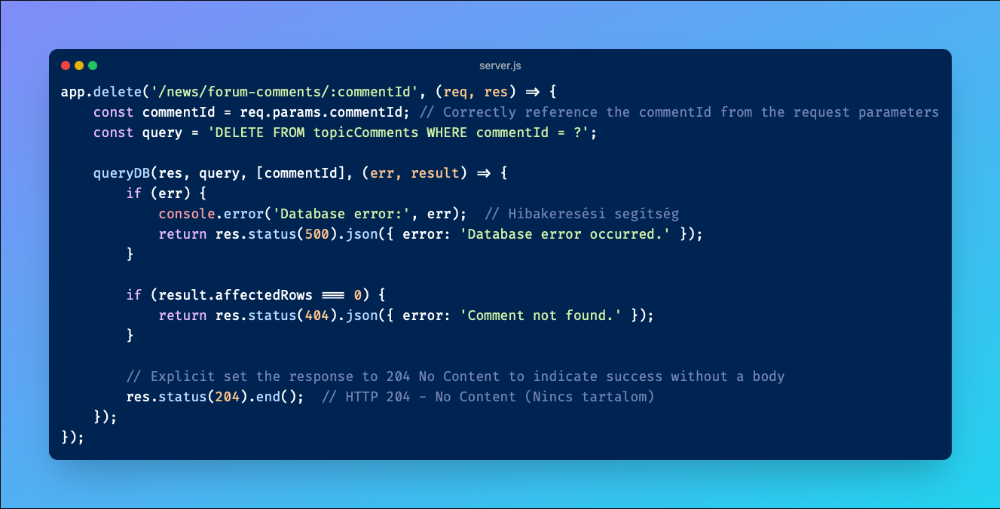 server.js
app.delete('/news/forum-comments/:commentId', (req, res) => {
    const commentId = req.params.commentId; // Correctly reference the commentId from the request parameters
    const query = 'DELETE FROM topicComments WHERE commentId = ?';

    queryDB(res, query, [commentId], (err, result) => {
        if (err) {
            console.error('Database error:', err);  // Hibakeresési segítség
            return res.status(500).json({ error: 'Database error occurred.' });
        }

        if (result.affectedRows === 0) {
            return res.status(404).json({ error: 'Comment not found.' });
        }

        // Explicit set the response to 204 No Content to indicate success without a body
        res.status(204).end();  // HTTP 204 - No Content (Nincs tartalom)
    });
});